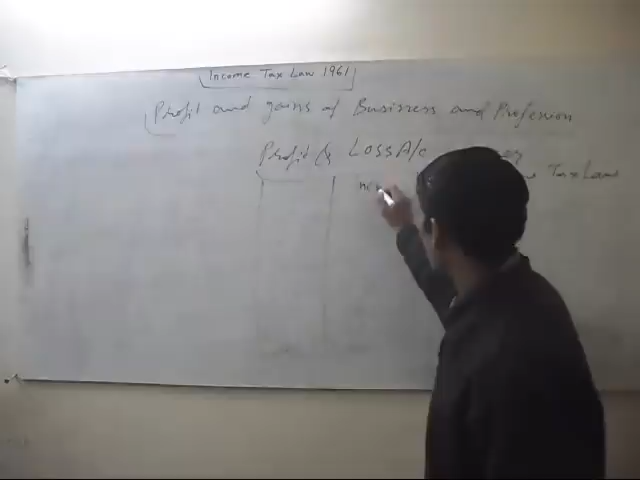 Income Tax Law 1961
Profit and gains of Business and Profession
Profit & Loss A/c
Tax Law